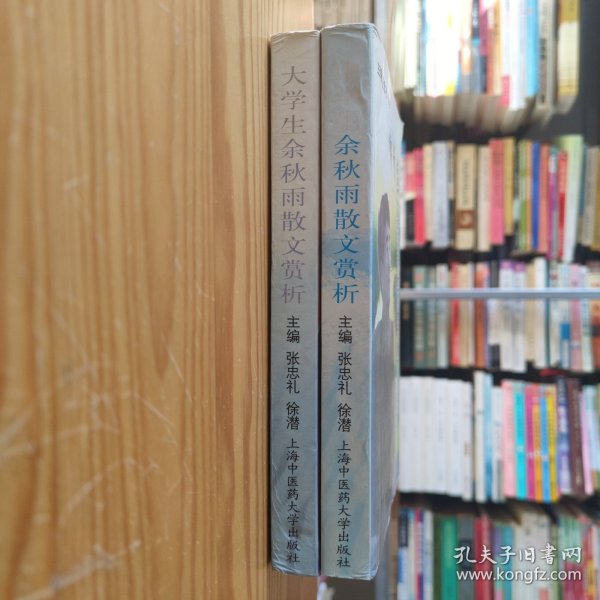 大学生余秋雨散文赏析
主编 张忠礼 徐潜
上海中医药大学出版社
余秋雨散文赏析
主编 张忠礼 徐潜
上海中医药大学出版社
孔夫子旧书网
www.kongfz.com